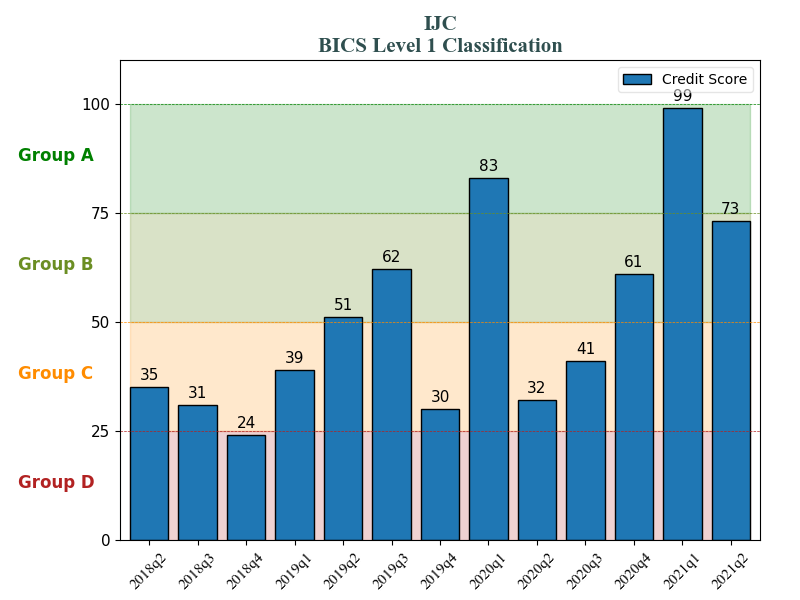 IJC
BICS Level 1 Classification
Credit Score
100
75
50
25
0
Group A
Group B
Group C
Group D
35
31
24
39
51
62
30
83
32
41
61
99
73
2018q2
2018q3
2018q4
2019q1
2019q2
2019q3
2019q4
2020q1
2020q2
2020q3
2020q4
2021q1
2021q2